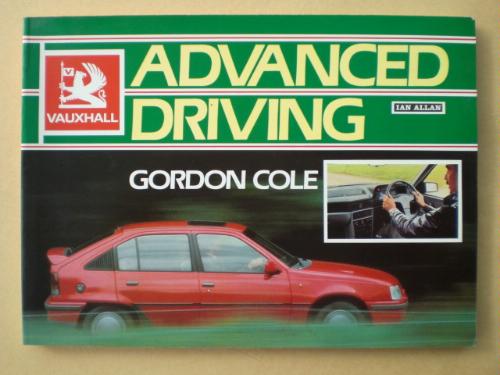 ADVANCED
DRIVING
VAUXHALL
IAN ALLAN
GORDON COLE